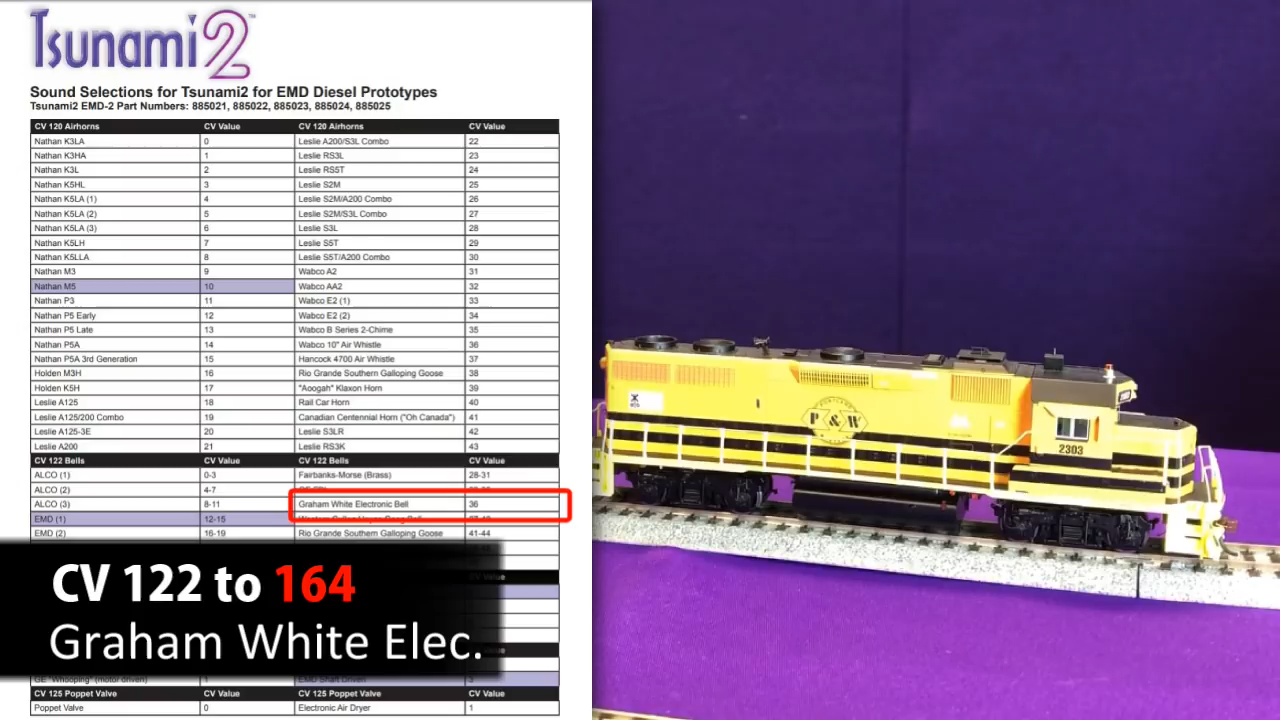 Tsunami2™
Sound Selections for Tsunami2 for EMD Diesel Prototypes
Tsunami2 EMD-2 Part Numbers: 885021, 885022, 885023, 885024, 885025
CV 120 Airhorns CV Value CV 120 Airhorns CV Value
Nathan K3LA 0 Leslie A200/S3L Combo 22
Nathan K3HA 1 Leslie RS3L 23
Nathan K3L 2 Leslie RS5T 24
Nathan K5HL 3 Leslie S2M 25
Nathan K5LA (1) 4 Leslie S2M/A200 Combo 26
Nathan K5LA (2) 5 Leslie S2M/S3L Combo 27
Nathan K5LA (3) 6 Leslie S3L 28
Nathan K5LH 7 Leslie S5T 29
Nathan K5LLA 8 Leslie S5T/A200 Combo 30
Nathan M3 9 Wabco A2 31
Nathan M5 10 Wabco AA2 32
Nathan P3 11 Wabco E2 (1) 33
Nathan P5 Early 12 Wabco E2 (2) 34
Nathan P5 Late 13 Wabco B Series 2-Chime 35
Nathan P5A 14 Wabco 10" Air Whistle 36
Nathan P5A 3rd Generation 15 Hancock 4700 Air Whistle 37
Holden M3H 16 Rio Grande Southern Galloping Goose 38
Holden K5H 17 "Aoogah" Klaxon Horn 39
Leslie A125 18 Rail Car Horn 40
Leslie A125/200 Combo 19 Canadian Centennial Horn ("Oh Canada") 41
Leslie A125-3E 20 Leslie S3LR 42
Leslie A200 21 Leslie RS3K 43
CV 122 Bells CV Value CV 122 Bells CV Value
ALCO (1) 0-3 Fairbanks-Morse (Brass) 28-31
ALCO (2) 4-7
ALCO (3) 8-11 Graham White Electronic Bell 36
EMD (1) 12-15
EMD (2) 16-19 Rio Grande Southern Galloping Goose 41-44
CV 122 to 164
Graham White Elec.
GE "Whooping" (motor driven) 1 EMD Shaft Driven 3
CV 125 Poppet Valve CV Value CV 125 Poppet Valve CV Value
Poppet Valve 0 Electronic Air Dryer 1
P&W
2303